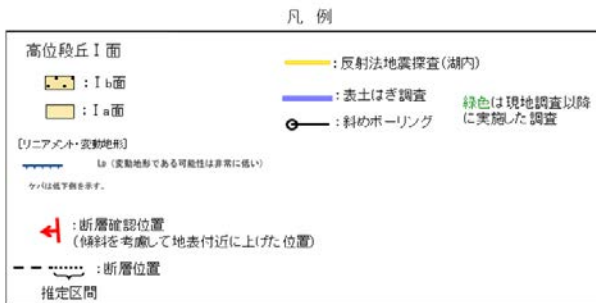 凡 例
高位段丘Ⅰ面
：Ⅰb面
：Ⅰa面
[リニアメント・変動地形]
LD (変動地形である可能性は非常に低い)
ケバは低下側を示す。
：断層確認位置
(傾斜を考慮して地表付近に上げた位置)
：断層位置
推定区間
：反射法地震探査(湖内)
：表土はぎ調査
：斜めボーリング
緑色は現地調査以降
に実施した調査